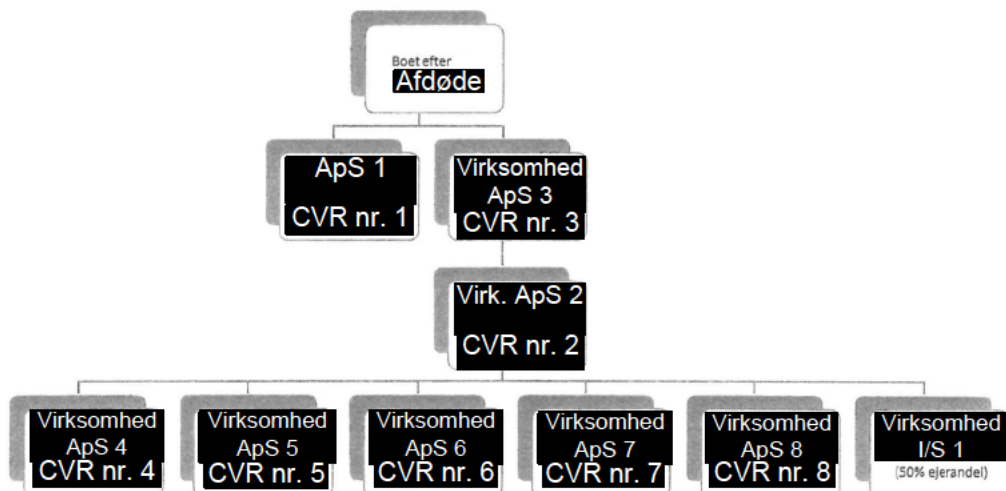 Boet efter
Afdøde
ApS 1
CVR nr. 1
Virksomhed
ApS 3
CVR nr. 3
Virk. ApS 2
CVR nr. 2
Virksomhed
ApS 4
CVR nr. 4
Virksomhed
ApS 5
CVR nr. 5
Virksomhed
ApS 6
CVR nr. 6
Virksomhed
ApS 7
CVR nr. 7
Virksomhed
ApS 8
CVR nr. 8
Virksomhed
I/S 1
(50% ejerandel)